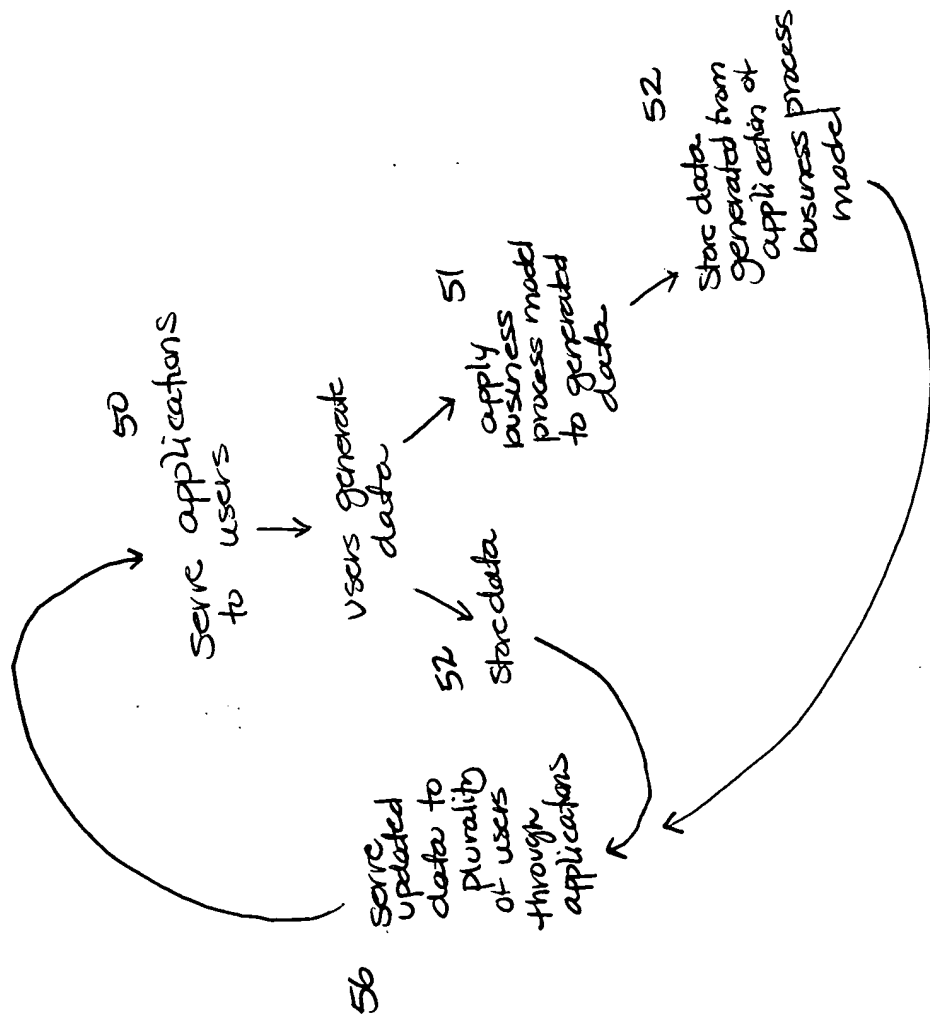 50
Serve applications
to users
users generate
data
52
Store data
51
apply
business
process model
to generated
data
52
Store data
generated from
application of
business process
model
56
Serve
updated
data to
plurality
of users
through
applications